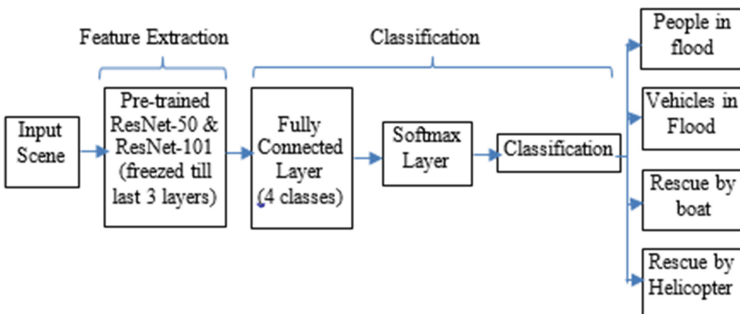 Feature Extraction
Classification
Input
Scene
Pre-trained
ResNet-50 &
ResNet-101
(freezed till
last 3 layers)
Fully
Connected
Layer
(4 classes)
Softmax
Layer
Classification
People in
flood
Vehicles in
Flood
Rescue by
boat
Rescue by
Helicopter